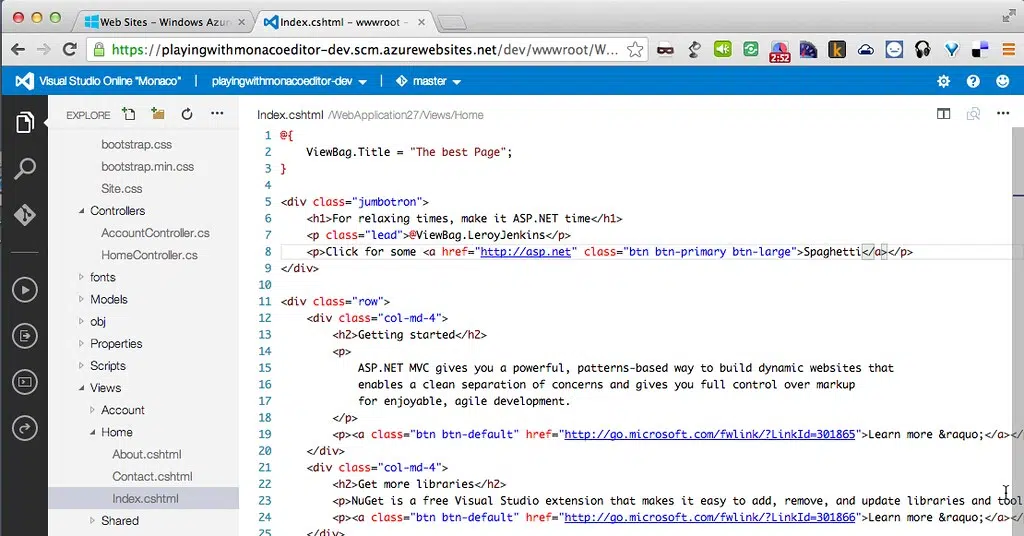 Web Sites - Windows Azur
Index.cshtml - wwwroot -
https://playingwithmonacoeditor-dev.scm.azurewebsites.net/dev/wwwroot/W...
2:52
k
Visual Studio Online "Monaco" | playingwithmonacoeditor-dev | master
EXPLORE
bootstrap.css
bootstrap.min.css
Site.css
Controllers
AccountController.cs
HomeController.cs
fonts
Models
obj
Properties
Scripts
Views
Account
Home
About.cshtml
Contact.cshtml
Index.cshtml
Shared
Index.cshtml /WebApplication27/Views/Home
1 @{
2 ViewBag.Title = "The best Page";
3 }
4
5 <div class="jumbotron">
6 <h1>For relaxing times, make it ASP.NET time</h1>
7 <p class="lead">@ViewBag.LeroyJenkins</p>
8 <p>Click for some <a href="http://asp.net" class="btn btn-primary btn-large">Spaghetti</a></p>
9 </div>
10
11 <div class="row">
12 <div class="col-md-4">
13 <h2>Getting started</h2>
14 <p>
15 ASP.NET MVC gives you a powerful, patterns-based way to build dynamic websites that
16 enables a clean separation of concerns and gives you full control over markup
17 for enjoyable, agile development.
18 </p>
19 <p><a class="btn btn-default" href="http://go.microsoft.com/fwlink/?LinkId=301865">Learn more &raquo;</a></
20 </div>
21 <div class="col-md-4">
22 <h2>Get more libraries</h2>
23 <p>NuGet is a free Visual Studio extension that makes it easy to add, remove, and update libraries and tool
24 <p><a class="btn btn-default" href="http://go.microsoft.com/fwlink/?LinkId=301866">Learn more &raquo;</a></
25 </div>